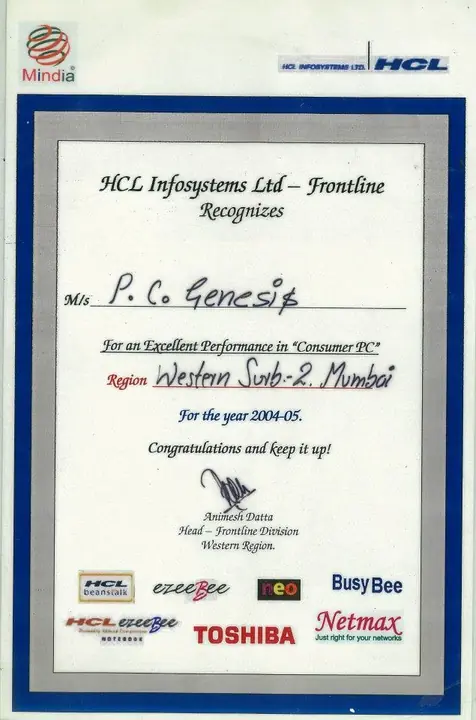 Mindia
HCL INFOSYSTEMS LTD. HCL
HCL Infosystems Ltd – Frontline
Recognizes
M/s P. C. Genesis
For an Excellent Performance in "Consumer PC"
Region Western Surb.-2. Mumbai
For the year 2004-05.
Congratulations and keep it up!
Animesh Datta
Head – Frontline Division
Western Region.
HCL beanstalk ezeeBee neo BusyBee
HCL ezeeBee NOTEBOOK TOSHIBA Netmax
Just right for your networks